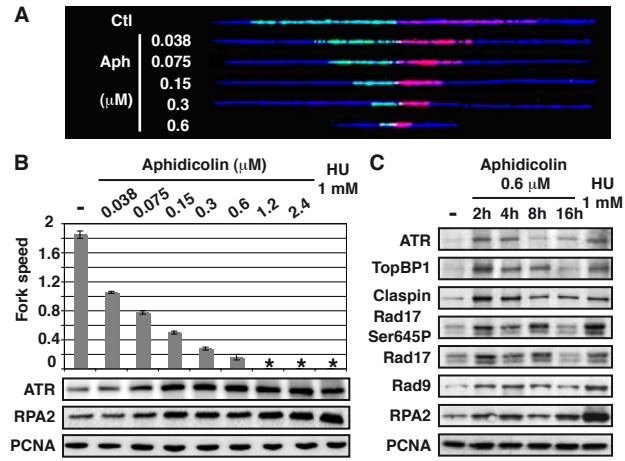 A
Ctl
0.038
Aph 0.075
0.15
(μM) 0.3
0.6
B
Aphidicolin (μM) HU
1 mM
- 0.038 0.075 0.15 0.3 0.6 1.2 2.4
Fork speed
2
1.6
1.2
0.8
0.4
0
* * *
ATR
RPA2
PCNA
C
Aphidicolin
0.6 μM HU
1 mM
- 2h 4h 8h 16h
ATR
TopBP1
Claspin
Rad17
Ser645P
Rad17
Rad9
RPA2
PCNA